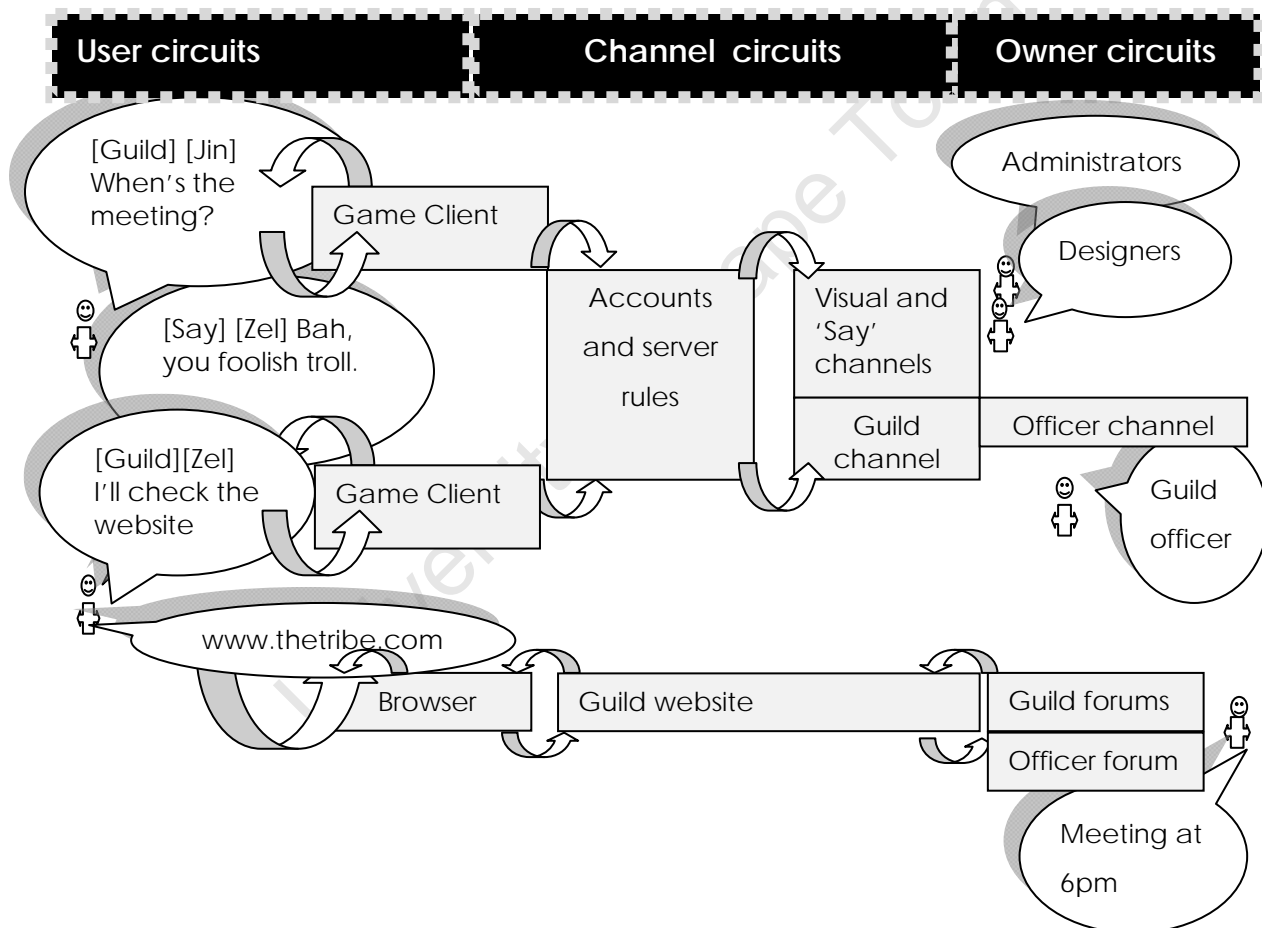 User circuits
Channel circuits
Owner circuits
[Guild] [Jin]
When's the
meeting?
Game Client
[Say] [Zel] Bah,
you foolish troll.
Accounts
and server
rules
Visual and
'Say'
channels
Guild
channel
Administrators
Designers
Officer channel
Guild
officer
[Guild][Zel]
I'll check the
website
Game Client
www.thetribe.com
Browser
Guild website
Guild forums
Officer forum
Meeting at
6pm